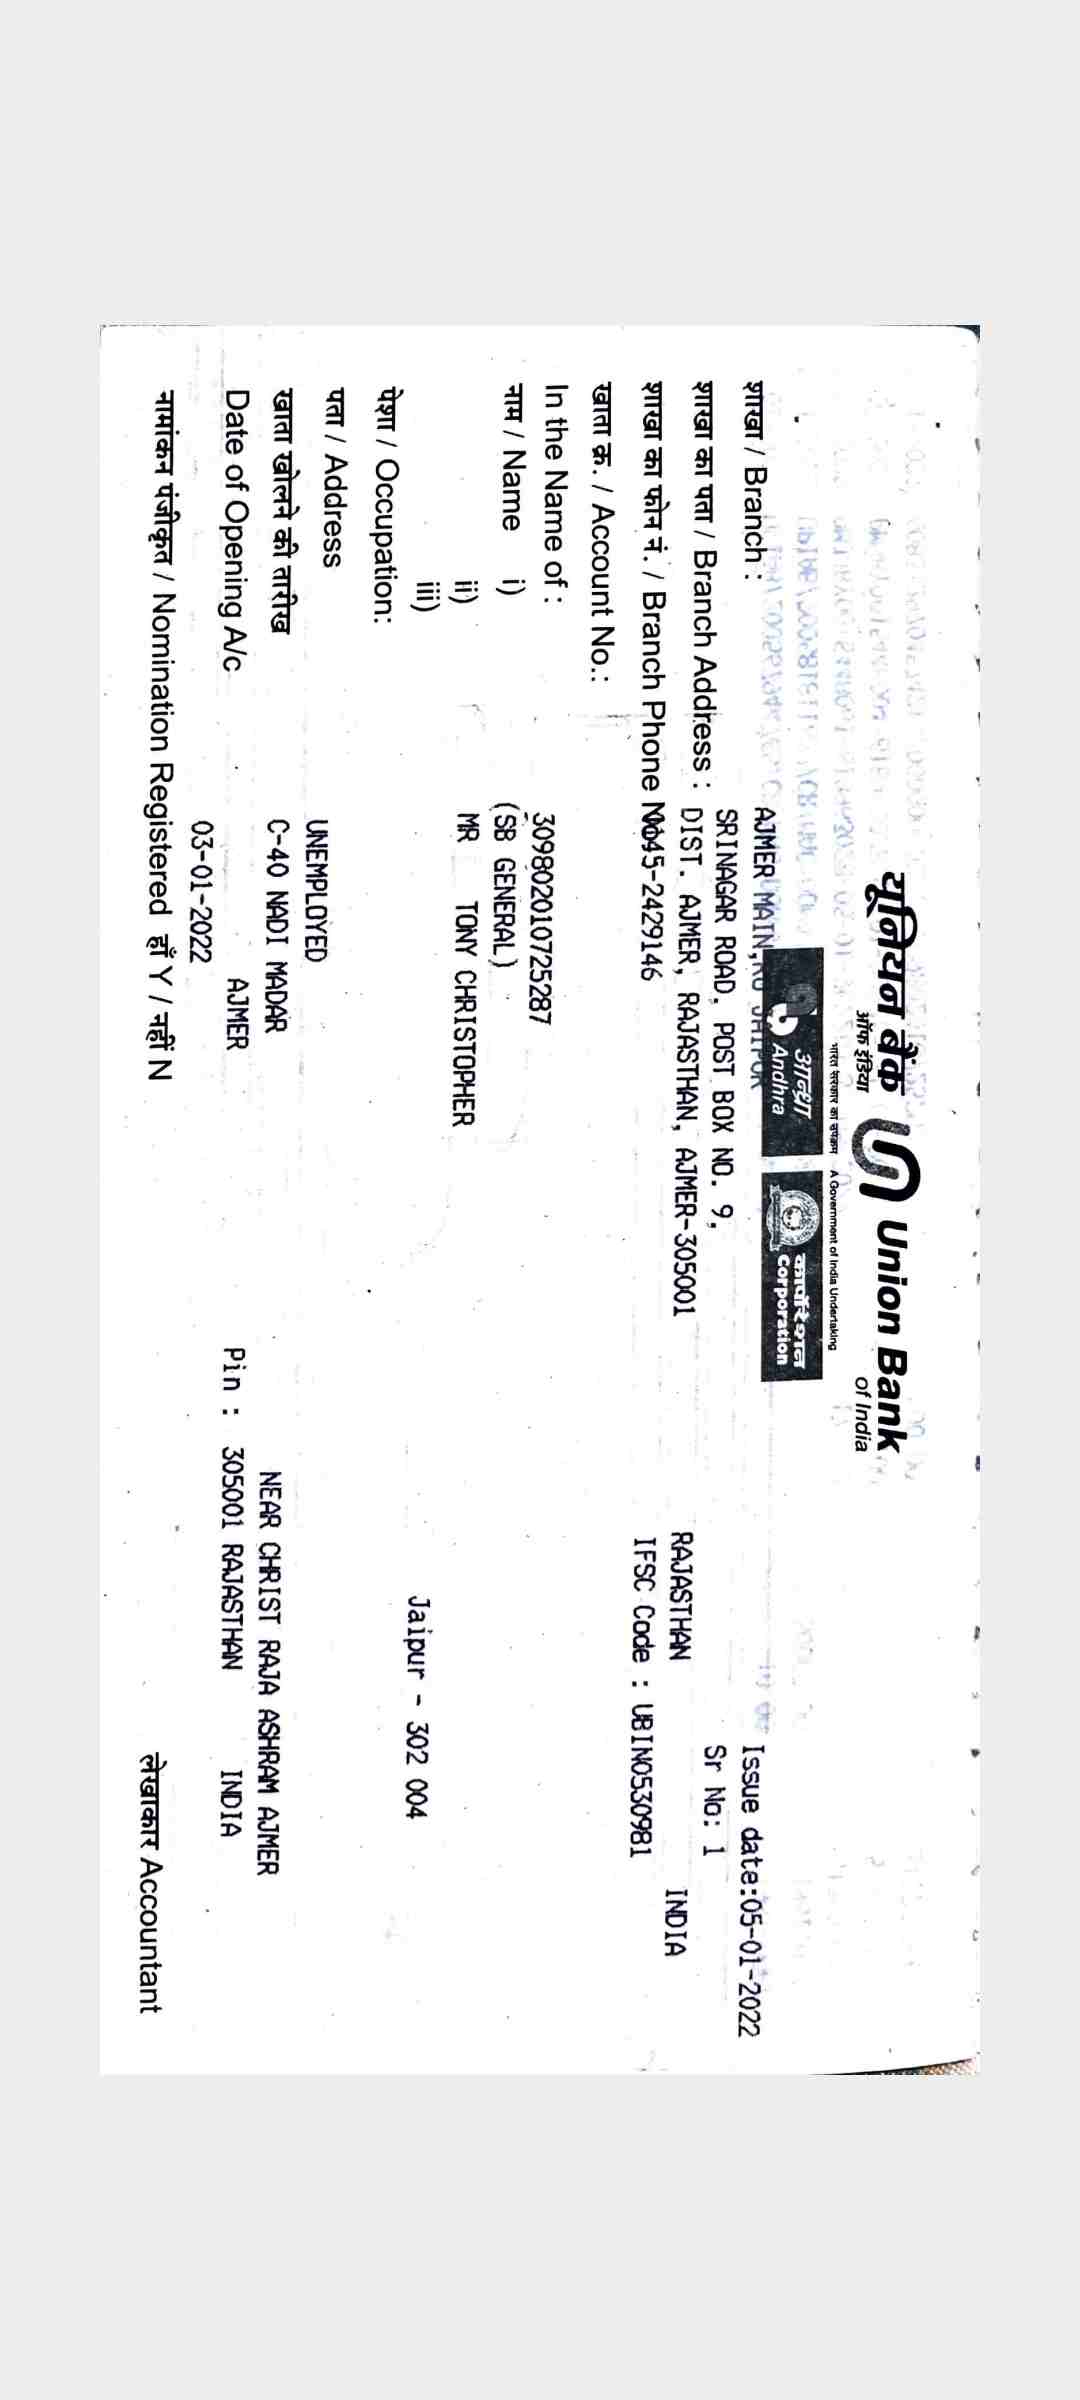 यूनियन बैंक Union Bank
ऑफ इंडिया of India
भारत सरकार का उपक्रम A Government of India Undertaking
आन्ध्रा Andhra कार्पोरेशन Corporation
शाखा / Branch : AJMER MAIN, Issue date:05-01-2022
SRINAGAR ROAD, POST BOX NO. 9, Sr No: 1
शाखा का पता / Branch Address : DIST. AJMER, RAJASTHAN, AJMER-305001 RAJASTHAN INDIA
शाखा का फोन नं. / Branch Phone No.: 0145-2429146 IFSC Code : UBIN0530981
खाता क्र. / Account No.:
309802010725287
In the Name of : (SB GENERAL)
नाम / Name i) MR TONY CHRISTOPHER
ii)
iii) Jaipur - 302 004
पेशा / Occupation:
UNEMPLOYED
पता / Address C-40 NADI MADAR NEAR CHRIST RAJA ASHRAM AJMER
खाता खोलने की तारीख AJMER Pin : 305001 RAJASTHAN INDIA
Date of Opening A/c 03-01-2022
नामांकन पंजीकृत / Nomination Registered हाँ Y / नहीं N लेखाकार Accountant